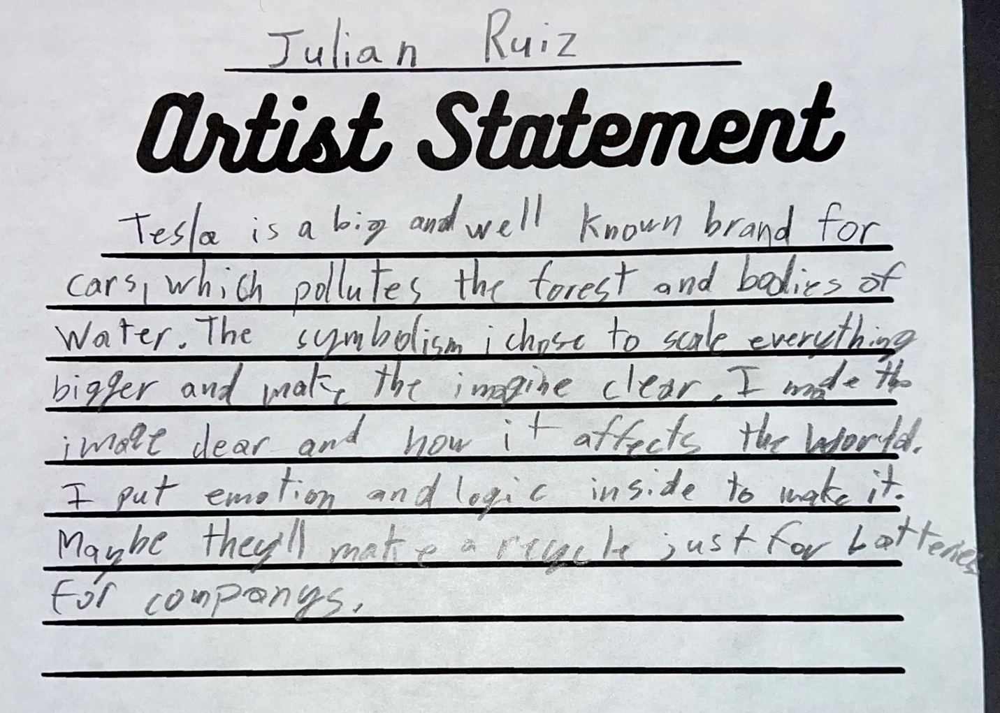 Julian Ruiz
Artist Statement
Tesla is a big and well known brand for
cars, which pollutes the forest and bodies of
Water. The symbolism i chose to scale everything
bigger and make the imagine clear. I made the
image clear and how it affects the world.
I put emotion and logic inside to make it.
Maybe they'll make a recycle just for batteries
For companys.